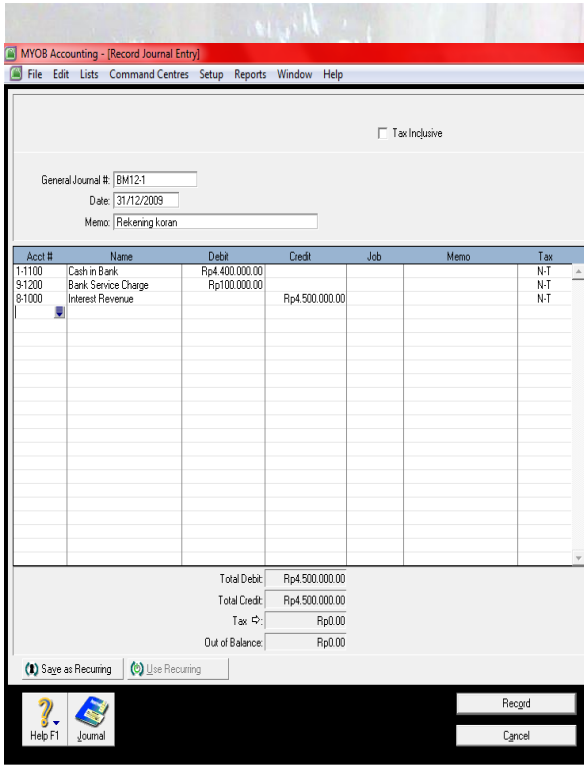 MYOB Accounting - [Record Journal Entry]
File Edit Lists Command Centres Setup Reports Window Help
Tax Inclusive
General Journal #: BM12-1
Date: 31/12/2009
Memo: Rekening koran
Acct # Name Debit Credit Job Memo Tax
1-1100 Cash in Bank Rp4.400.000.00 N-T
9-1200 Bank Service Charge Rp100.000.00 N-T
8-1000 Interest Revenue Rp4.500.000.00 N-T
Total Debit: Rp4.500.000.00
Total Credit: Rp4.500.000.00
Tax ⇨: Rp0.00
Out of Balance: Rp0.00
Save as Recurring Use Recurring
Help F1 Journal
Record
Cancel